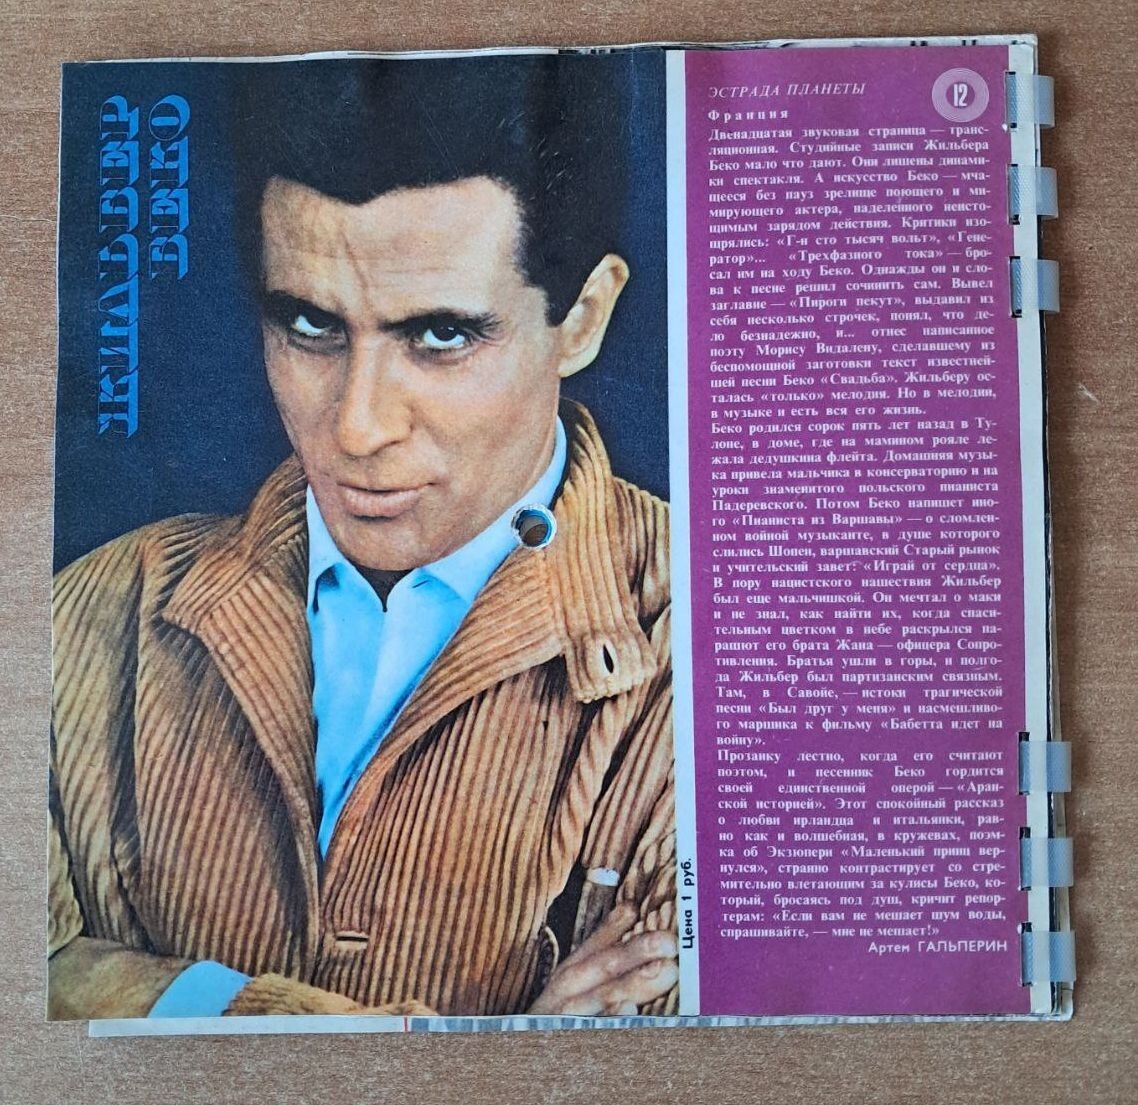 ЖИЛЬБЕР
БЕКО
ЭСТРАДА ПЛАНЕТЫ
12
Франция
Двенадцатая звуковая страница — транс-
ляционная. Студийные записи Жильбера
Беко мало что дают. Они лишены динами-
ки спектакля. А искусство Беко — мча-
щееся без пауз зрелище поющего и ми-
мирующего актера, наделенного неисто-
щимым зарядом действия. Критики изо-
щрялись: «Г-н сто тысяч вольт», «Гене-
ратор»... «Трехфазного тока» — бро-
сал им на ходу Беко. Однажды он и сло-
ва к песне решил сочинить сам. Вывел
заглавие — «Пироги пекут», выдавил из
себя несколько строчек, понял, что де-
ло безнадежно, и... отнес написанное
поэту Морису Видалену, сделавшему из
беспомощной заготовки текст известней-
шей песни Беко «Свадьба». Жильберу ос-
талась «только» мелодия. Но в мелодии,
в музыке и есть вся его жизнь.
Беко родился сорок пять лет назад в Ту-
лоне, в доме, где на мамином рояле ле-
жала дедушкина флейта. Домашняя музы-
ка привела мальчика в консерваторию и на
уроки знаменитого польского пианиста
Падеревского. Потом Беко напишет ино-
го «Пианиста из Варшавы» — о сломлен-
ном войной музыканте, в душе которого
слились Шопен, варшавский Старый рынок
и учительский завет: «Играй от сердца».
В пору нацистского нашествия Жильбер
был еще мальчишкой. Он мечтал о маки
и не знал, как найти их, когда спаси-
тельным цветком в небе раскрылся па-
рашют его брата Жана — офицера Сопро-
тивления. Братья ушли в горы, и полго-
да Жильбер был партизанским связным.
Там, в Савойе, — истоки трагической
песни «Был друг у меня» и насмешливо-
го маршика к фильму «Бабетта идет на
войну».
Прозаику лестно, когда его считают
поэтом, и песенник Беко гордится
своей единственной оперой — «Аран-
ской историей». Этот спокойный рассказ
о любви ирландца и итальянки, рав-
но как и волшебная, в кружевах, поэм-
ка об Экзюпери «Маленький принц вер-
нулся», странно контрастирует со стре-
мительно влетающим за кулисы Беко, ко-
торый, бросаясь под душ, кричит репор-
терам: «Если вам не мешает шум воды,
спрашивайте, — мне не мешает!»
Артем ГАЛЬПЕРИН
Цена 1 руб.